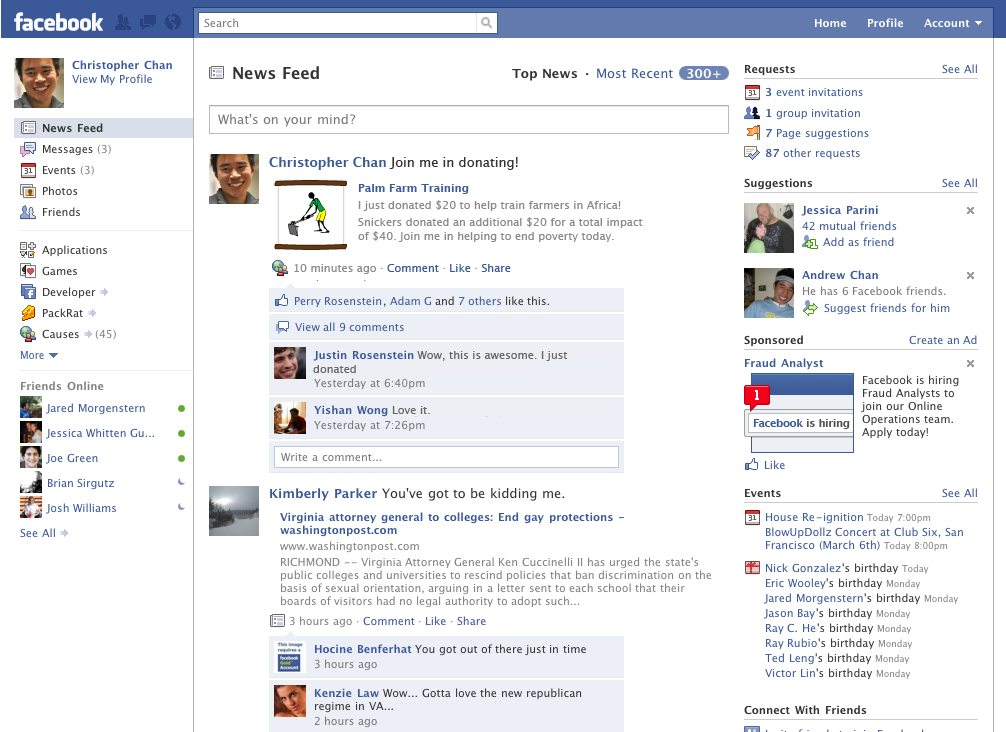 facebook
Search
Home Profile Account
Christopher Chan
View My Profile
News Feed
Messages (3)
Events (3)
Photos
Friends
Applications
Games
Developer
PackRat
Causes (45)
More
Friends Online
Jared Morgenstern
Jessica Whitten Gu...
Joe Green
Brian Sirgutz
Josh Williams
See All
News Feed
Top News · Most Recent 300+
What's on your mind?
Christopher Chan Join me in donating!
Palm Farm Training
I just donated $20 to help train farmers in Africa!
Snickers donated an additional $20 for a total impact
of $40. Join me in helping to end poverty today.
10 minutes ago · Comment · Like · Share
Perry Rosenstein, Adam G and 7 others like this.
View all 9 comments
Justin Rosenstein Wow, this is awesome. I just
donated
Yesterday at 6:40pm
Yishan Wong Love it.
Yesterday at 7:26pm
Write a comment...
Kimberly Parker You've got to be kidding me.
Virginia attorney general to colleges: End gay protections –
washingtonpost.com
www.washingtonpost.com
RICHMOND -- Virginia Attorney General Ken Cuccinelli II has urged the state's
public colleges and universities to rescind policies that ban discrimination on the
basis of sexual orientation, arguing in a letter sent to each school that their
boards of visitors had no legal authority to adopt such...
3 hours ago · Comment · Like · Share
This image
requires a
facebook
Gold
Account
Hocine Benferhat You got out of there just in time
3 hours ago
Kenzie Law Wow... Gotta love the new republican
regime in VA...
2 hours ago
Requests See All
31 3 event invitations
1 group invitation
7 Page suggestions
87 other requests
Suggestions See All
Jessica Parini
42 mutual friends
Add as friend
Andrew Chan
He has 6 Facebook friends.
Suggest friends for him
Sponsored Create an Ad
Fraud Analyst
1
Facebook is hiring
Facebook is hiring
Fraud Analysts to
join our Online
Operations team.
Apply today!
Like
Events See All
31 House Re-ignition Today 7:00pm
BlowUpDollz Concert at Club Six, San
Francisco (March 6th) Today 8:00pm
Nick Gonzalez's birthday Today
Eric Wooley's birthday Monday
Jared Morgenstern's birthday Monday
Jason Bay's birthday Monday
Ray C. He's birthday Monday
Ray Rubio's birthday Monday
Ted Leng's birthday Monday
Victor Lin's birthday Monday
Connect With Friends